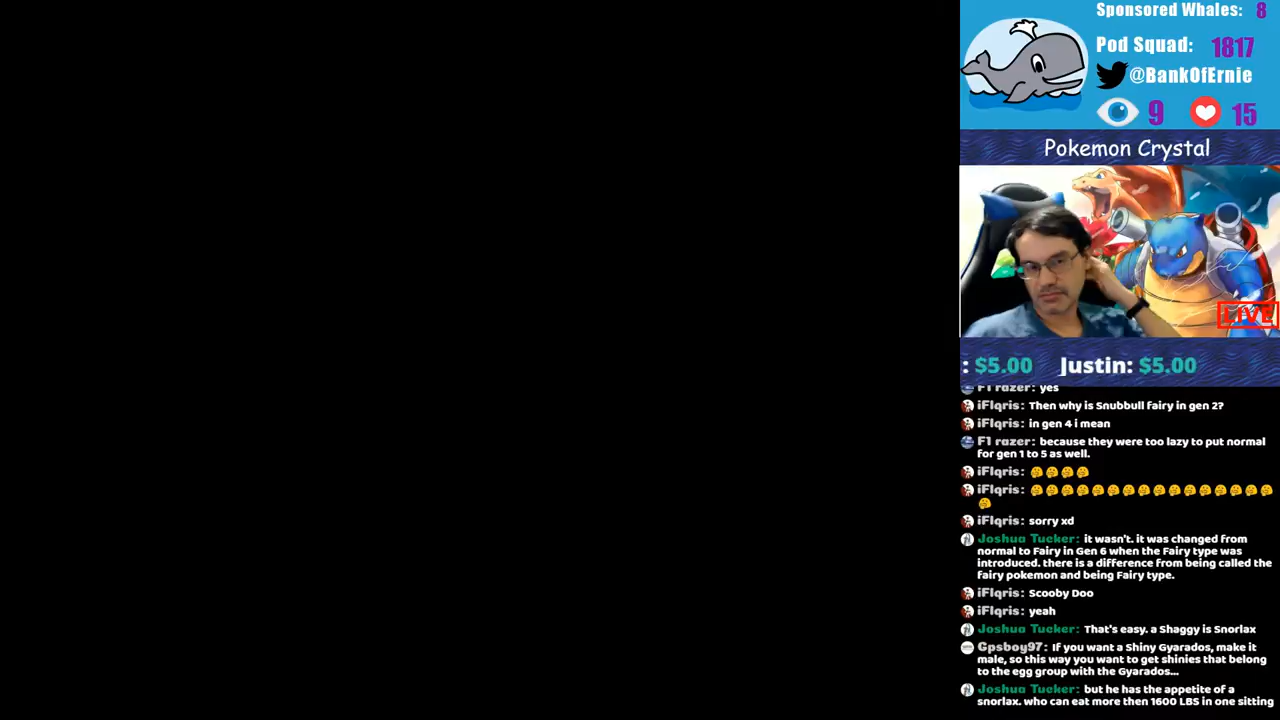 Sponsored Whales: 8
Pod Squad: 1817
@BankOfErnie
9 15
Pokemon Crystal
LIVE
: $5.00 Justin: $5.00
F1 razer: yes
iFlqris: Then why is Snubbull fairy in gen 2?
iFlqris: in gen 4 i mean
F1 razer: because they were too lazy to put normal
for gen 1 to 5 as well.
iFlqris:
iFlqris:
iFlqris: sorry xd
Joshua Tucker: it wasn't. it was changed from
normal to Fairy in Gen 6 when the Fairy type was
introduced. there is a difference from being called the
fairy pokemon and being Fairy type.
iFlqris: Scooby Doo
iFlqris: yeah
Joshua Tucker: That's easy. a Shaggy is Snorlax
Gpsboy97: If you want a Shiny Gyarados, make it
male, so this way you want to get shinies that belong
to the egg group with the Gyarados...
Joshua Tucker: but he has the appetite of a
snorlax. who can eat more then 1600 LBS in one sitting